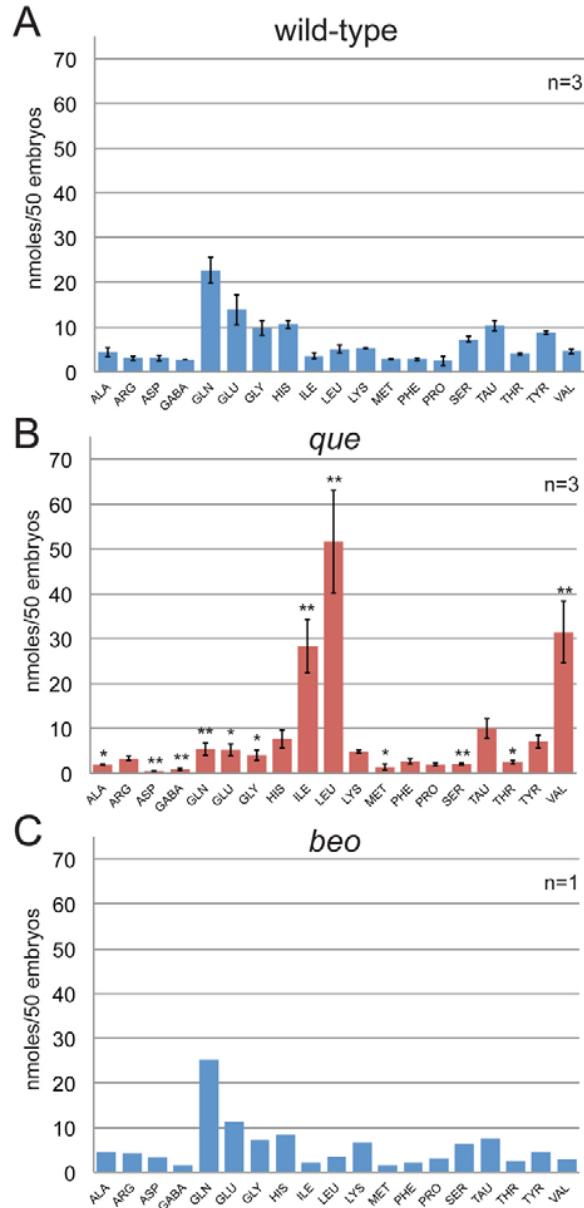 A
wild-type
n=3
nmoles/50 embryos
70
60
50
40
30
20
10
0
ALA ARG ASP GABA GLN GLU GLY HIS ILE LEU LYS MET PHE PRO SER TAU THR TYR VAL
B
que
n=3
nmoles/50 embryos
70
60
50
40
30
20
10
0
* ** ** ** * * ** ** * ** * **
ALA ARG ASP GABA GLN GLU GLY HIS ILE LEU LYS MET PHE PRO SER TAU THR TYR VAL
C
beo
n=1
nmoles/50 embryos
70
60
50
40
30
20
10
0
ALA ARG ASP GABA GLN GLU GLY HIS ILE LEU LYS MET PHE PRO SER TAU THR TYR VAL